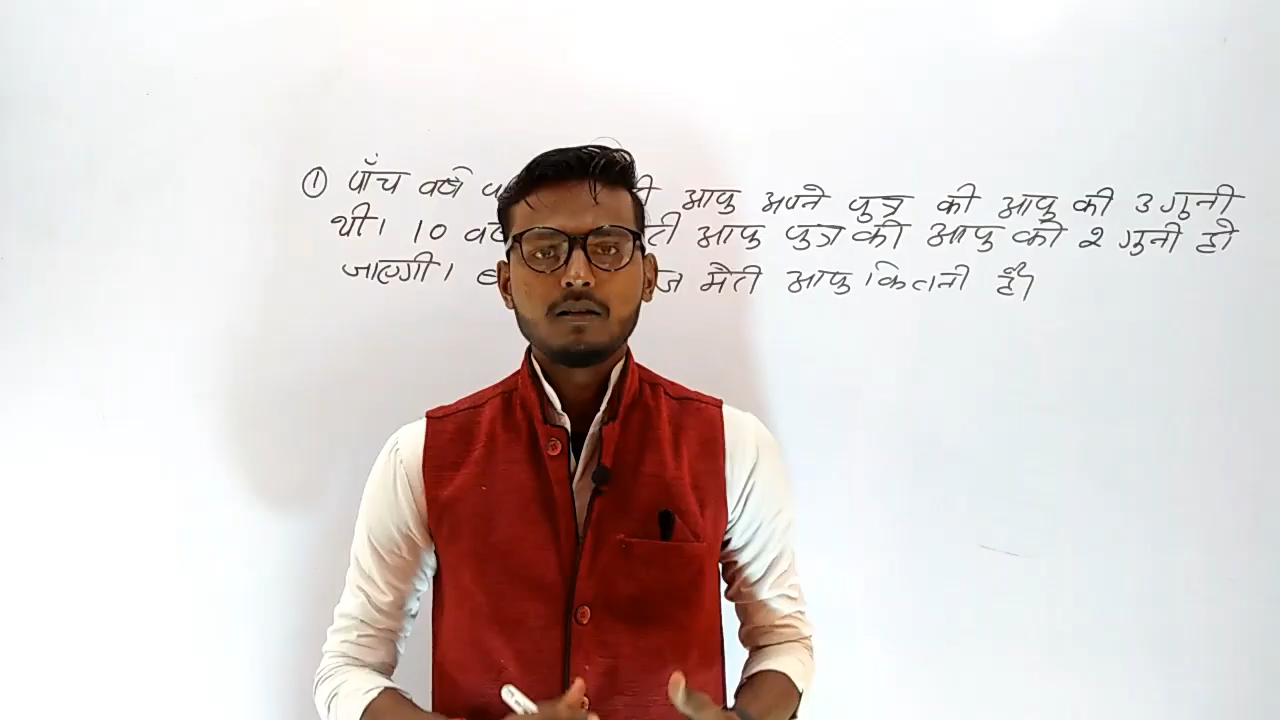 ① पाँच वर्ष आयु अपने पुत्र की आयु की 3 गुनी
थी। 10 आयु पुत्र की आयु की 2 गुनी हो
जाएगी। मेरी आयु कितनी है?